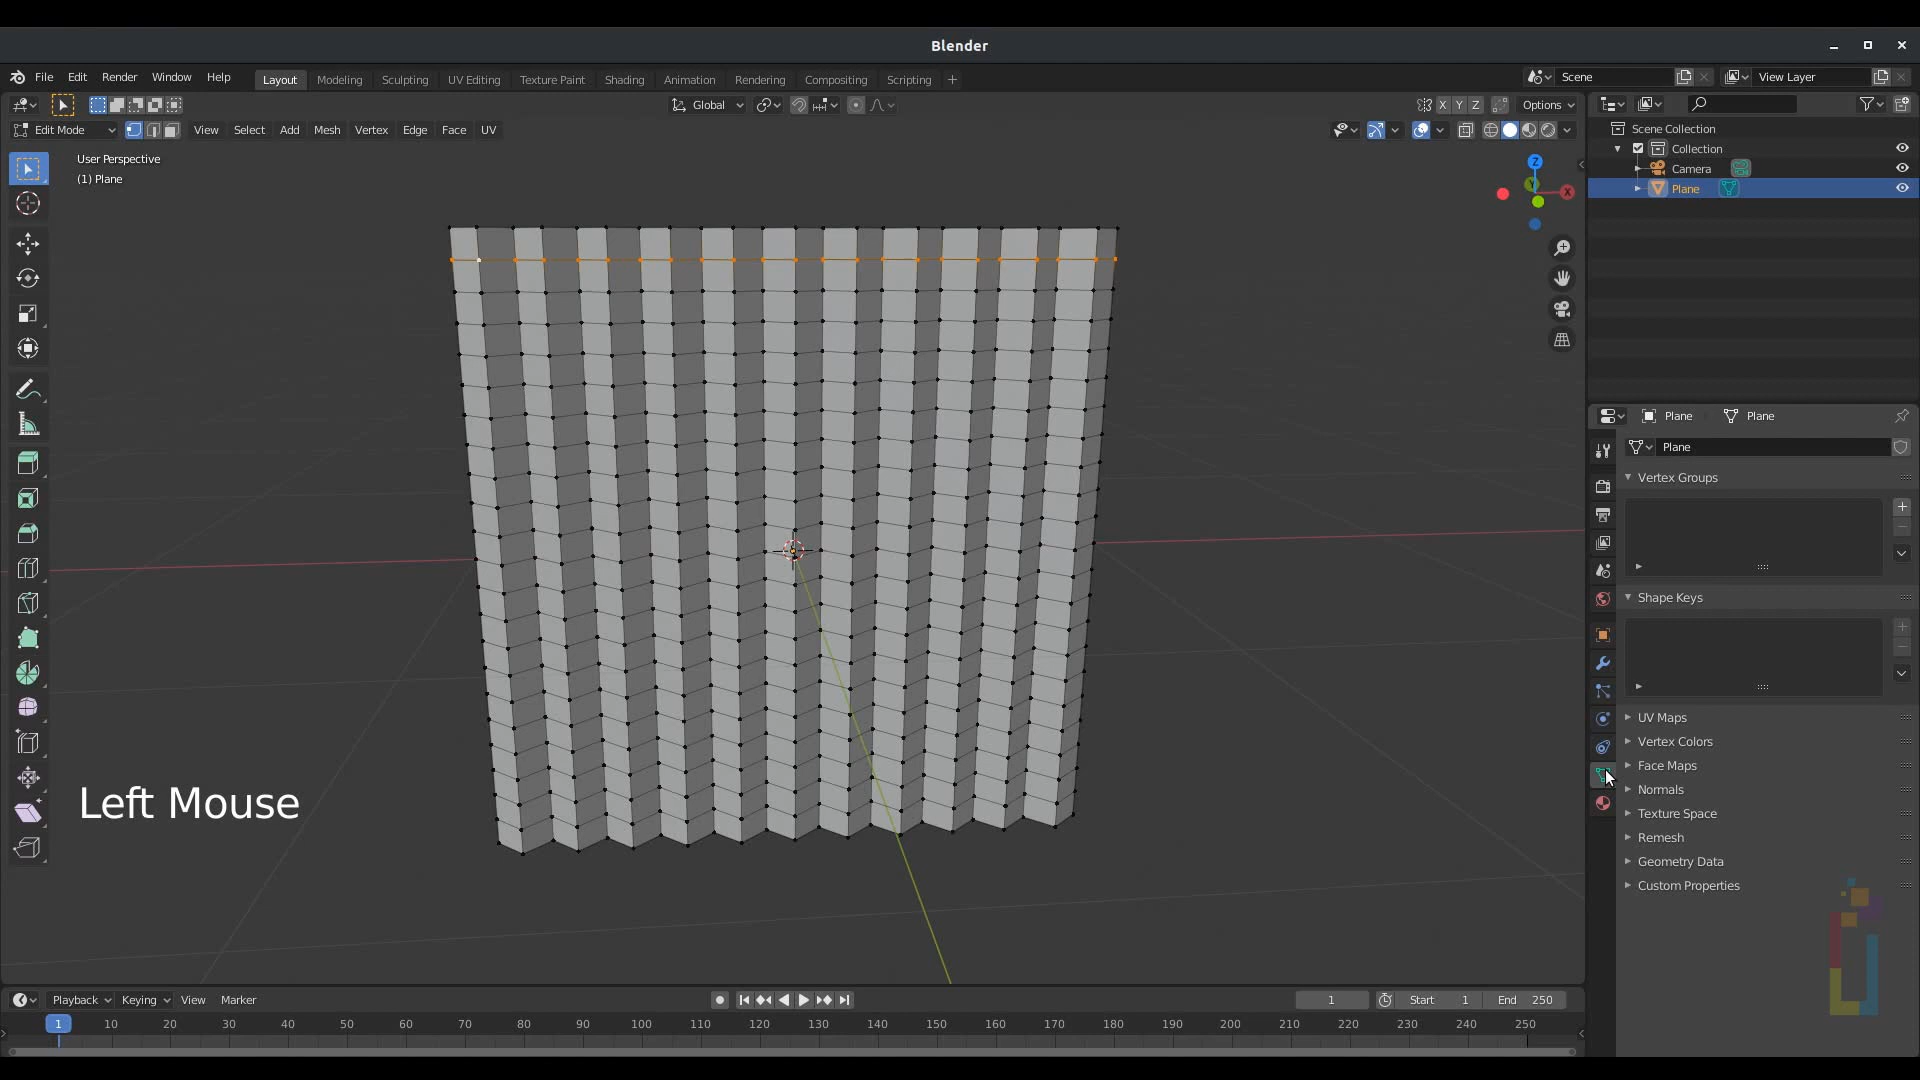 Blender
File Edit Render Window Help Layout Modeling Sculpting UV Editing Texture Paint Shading Animation Rendering Compositing Scripting + Scene View Layer
Global X Y Z Options
Edit Mode View Select Add Mesh Vertex Edge Face UV
User Perspective
(1) Plane
Z
Y
X
Scene Collection
Collection
Camera
Plane
Plane Plane
Plane
Vertex Groups
Shape Keys
UV Maps
Vertex Colors
Face Maps
Normals
Texture Space
Remesh
Geometry Data
Custom Properties
Left Mouse
Playback Keying View Marker 1 Start 1 End 250
1 10 20 30 40 50 60 70 80 90 100 110 120 130 140 150 160 170 180 190 200 210 220 230 240 250